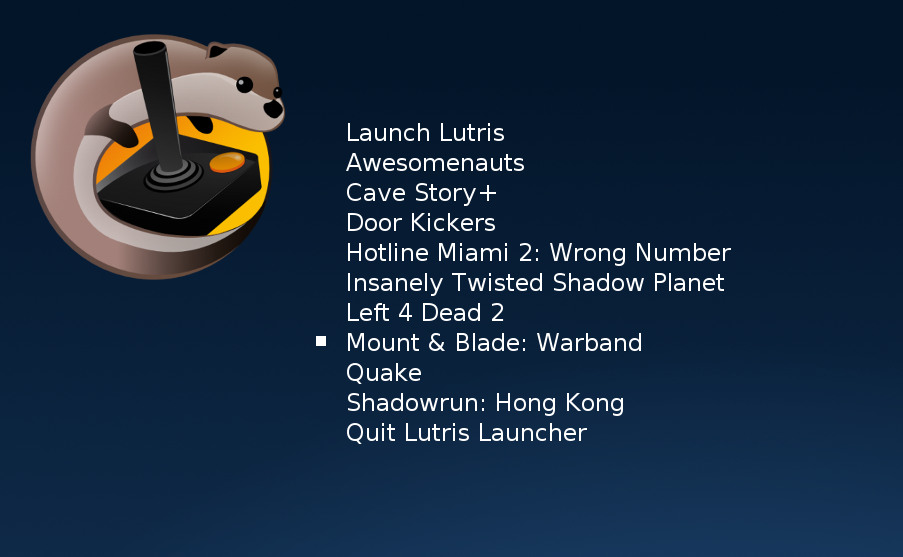 Launch Lutris
Awesomenauts
Cave Story+
Door Kickers
Hotline Miami 2: Wrong Number
Insanely Twisted Shadow Planet
Left 4 Dead 2
Mount & Blade: Warband
Quake
Shadowrun: Hong Kong
Quit Lutris Launcher